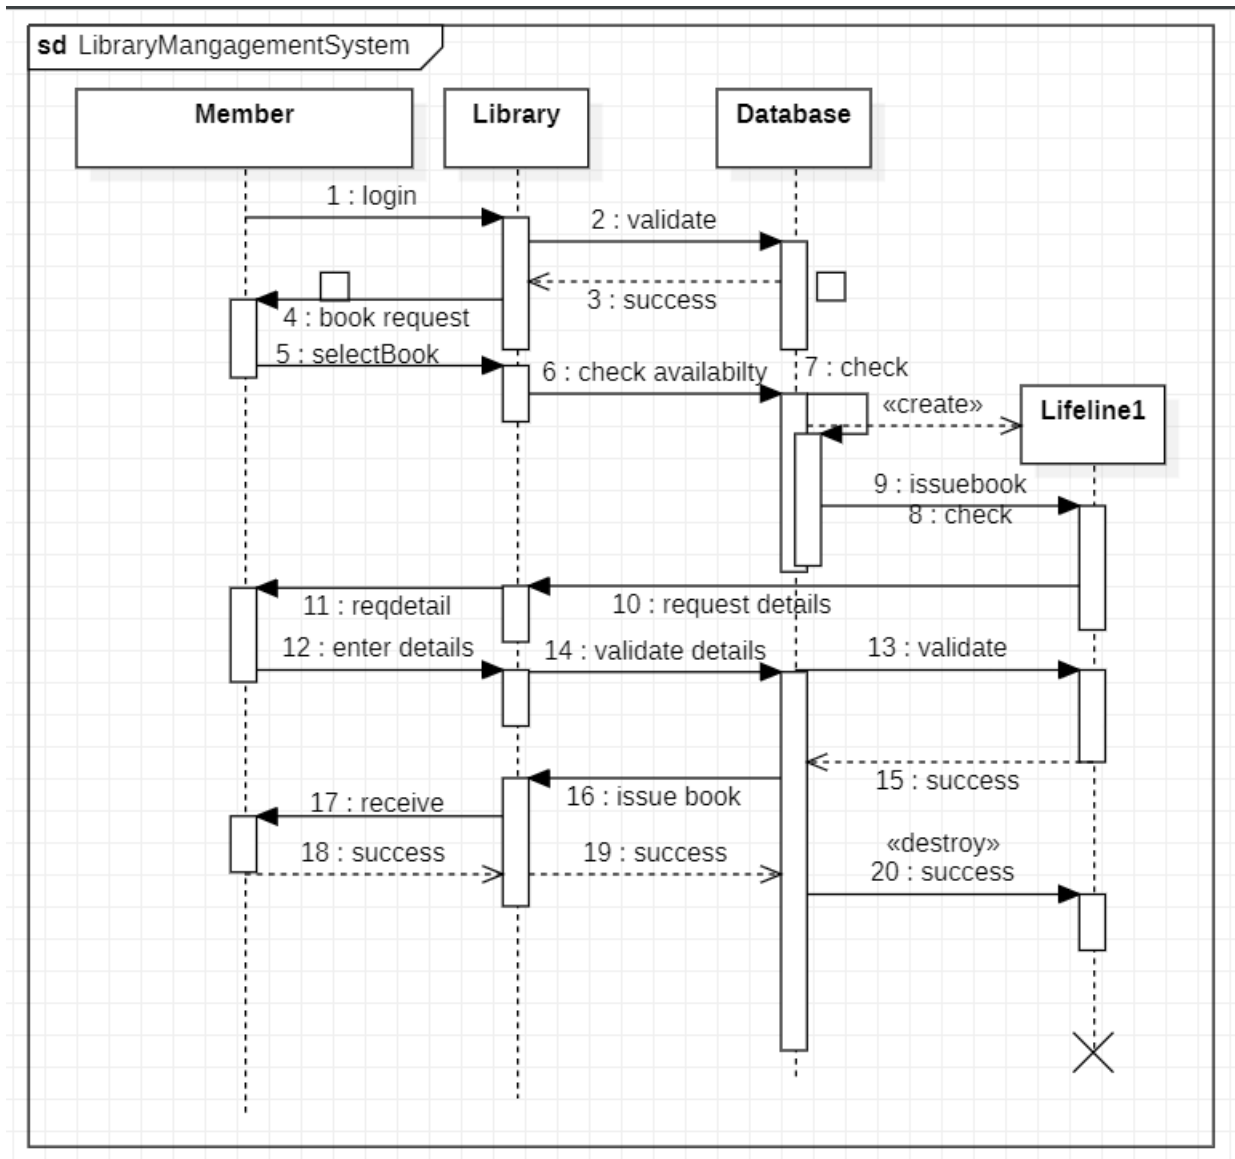 sd LibraryMangagementSystem
Member
Library
Database
1 : login
2 : validate
3 : success
4 : book request
5 : selectBook
6 : check availabilty
7 : check
«create»
Lifeline1
9 : issuebook
8 : check
10 : request details
11 : reqdetail
12 : enter details
14 : validate details
13 : validate
15 : success
16 : issue book
17 : receive
18 : success
19 : success
«destroy»
20 : success